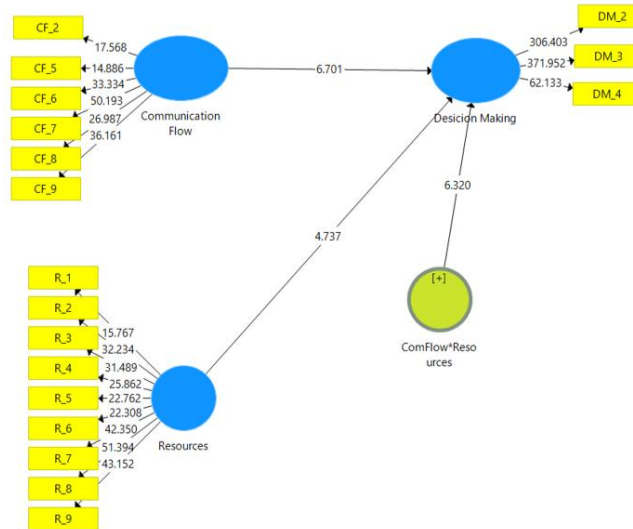 CF_2
CF_5
CF_6
CF_7
CF_8
CF_9
17.568
14.886
33.334
50.193
26.987
36.161
Communication
Flow
6.701
Desicion Making
306.403
371.952
62.133
DM_2
DM_3
DM_4
4.737
6.320
[+]
ComFlow*Reso
urces
R_1
R_2
R_3
R_4
R_5
R_6
R_7
R_8
R_9
15.767
32.234
31.489
25.862
22.762
22.308
42.350
51.394
43.152
Resources